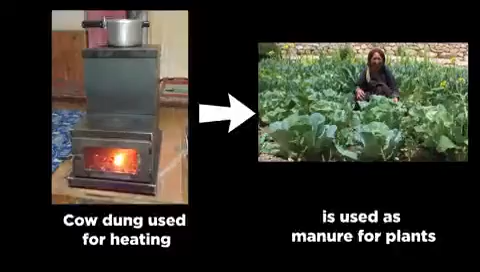 Cow dung used
for heating
is used as
manure for plants